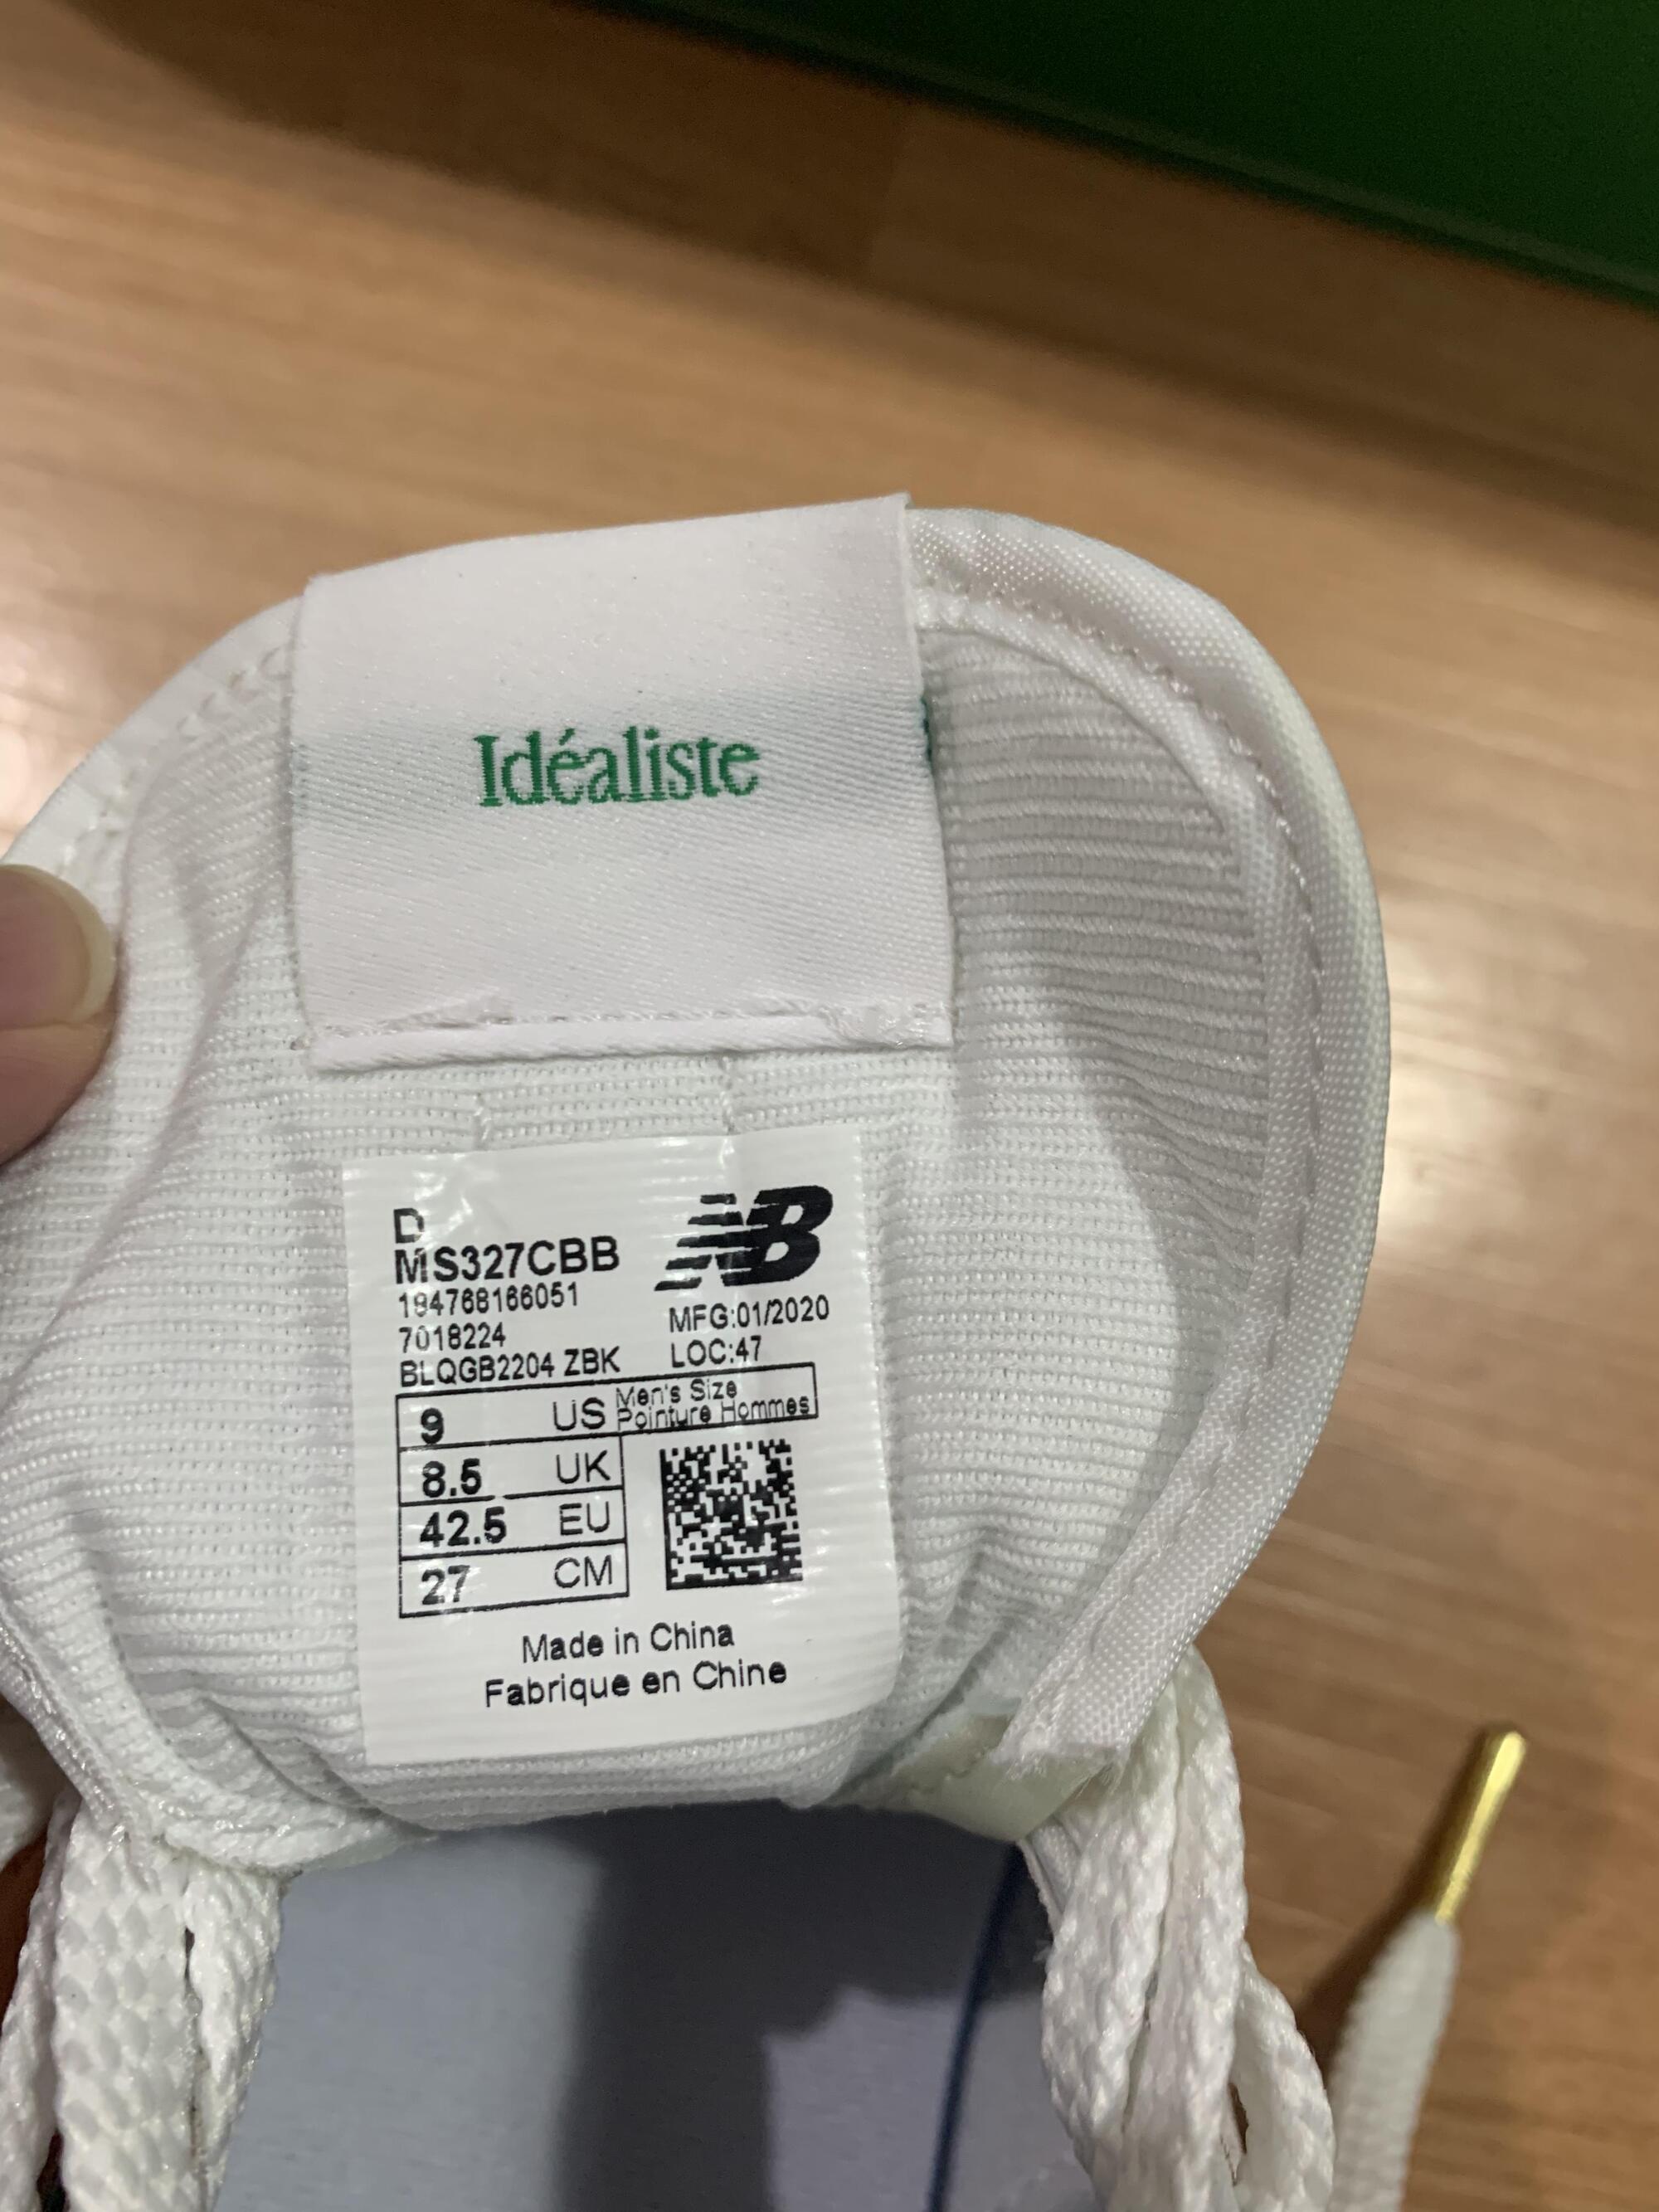 Idéaliste
D
MS327CBB
NB
194768166051
7018224
MFG:01/2020
BLQGB2204 ZBK
LOC:47
9 US Men's Size
Pointure Hommes
8.5 UK
42.5 EU
27 CM
Made in China
Fabrique en Chine